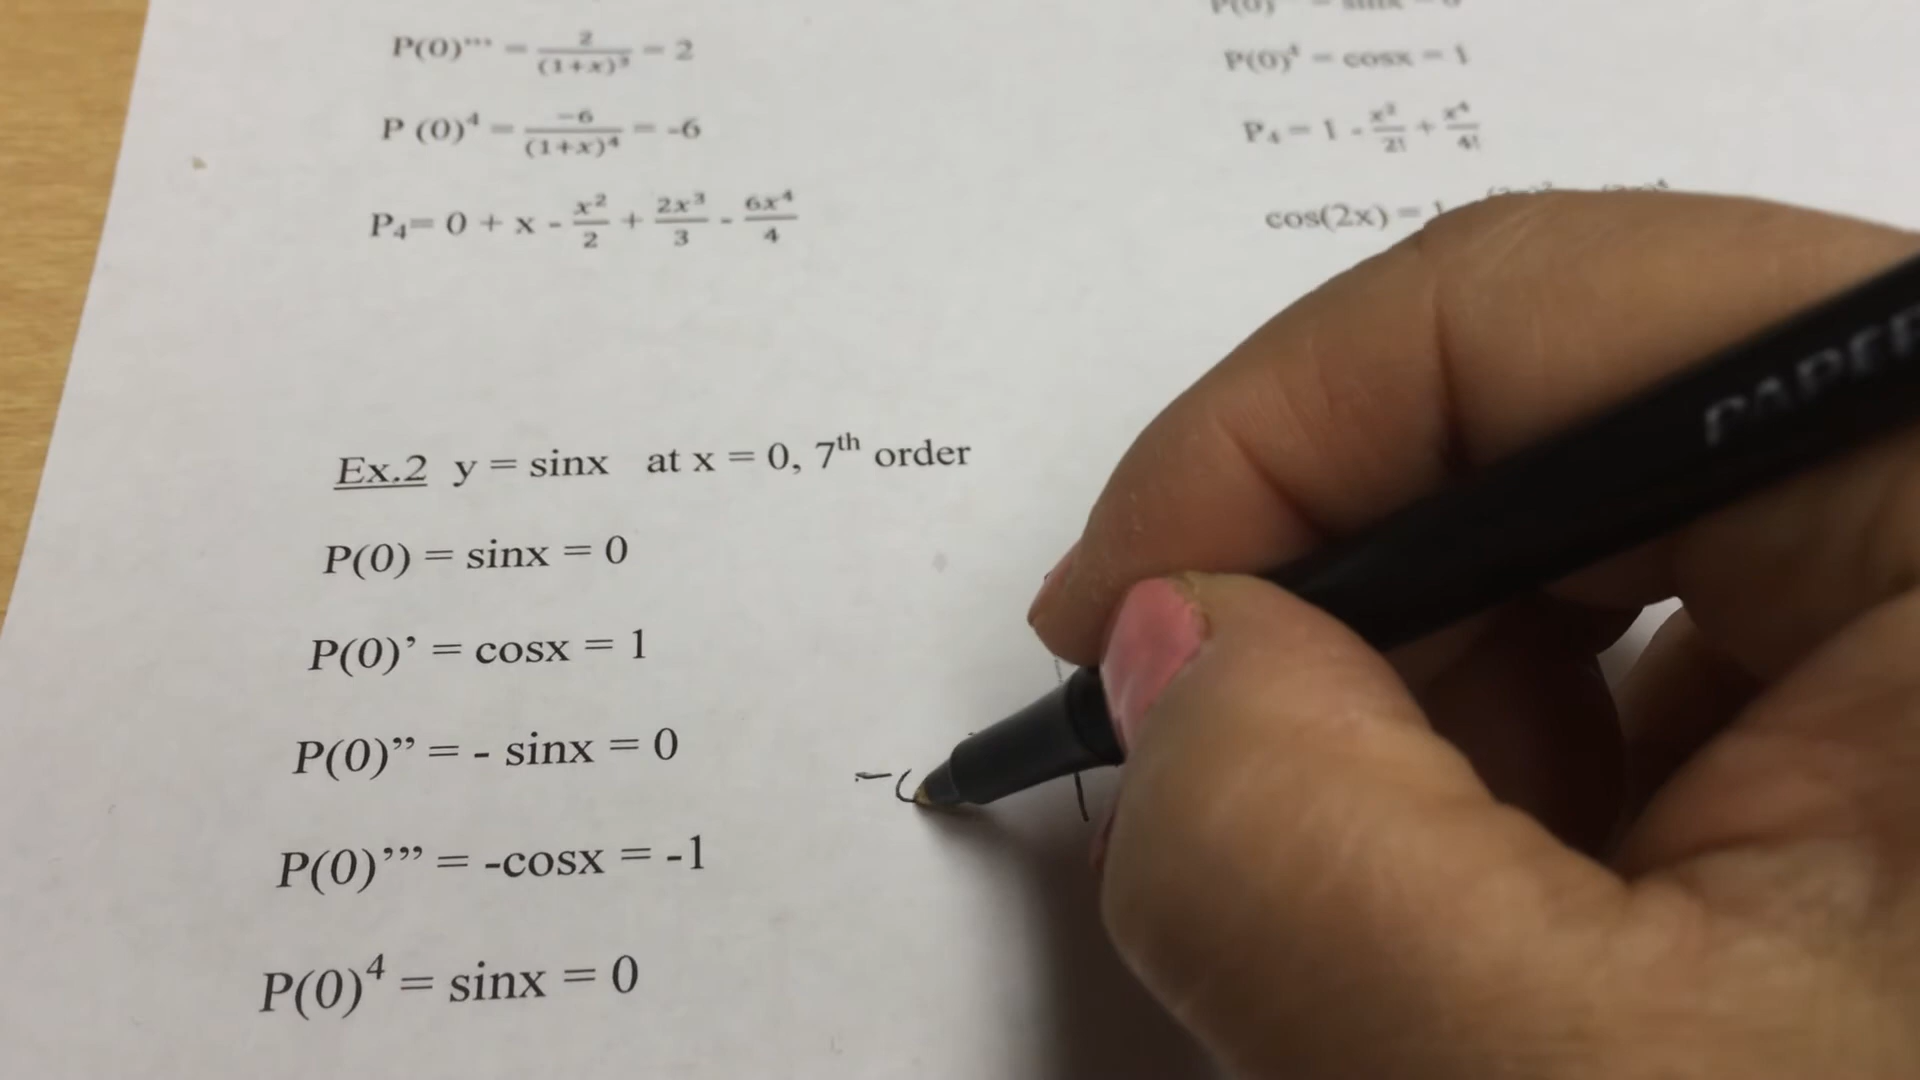 P(0)''' = 2/(1+x)³ = 2
P (0)⁴ = −6/(1+x)⁴ = -6
P₄= 0 + x - x²/2 + 2x³/3 - 6x⁴/4
P(0)⁴ = cosx = 1
P₄ = 1 - x²/2! + x⁴/4!
cos(2x) = 1
Ex.2 y = sinx at x = 0, 7th order
P(0) = sinx = 0
P(0)’ = cosx = 1
P(0)” = - sinx = 0
P(0)’” = -cosx = -1
P(0)⁴ = sinx = 0
PAPER